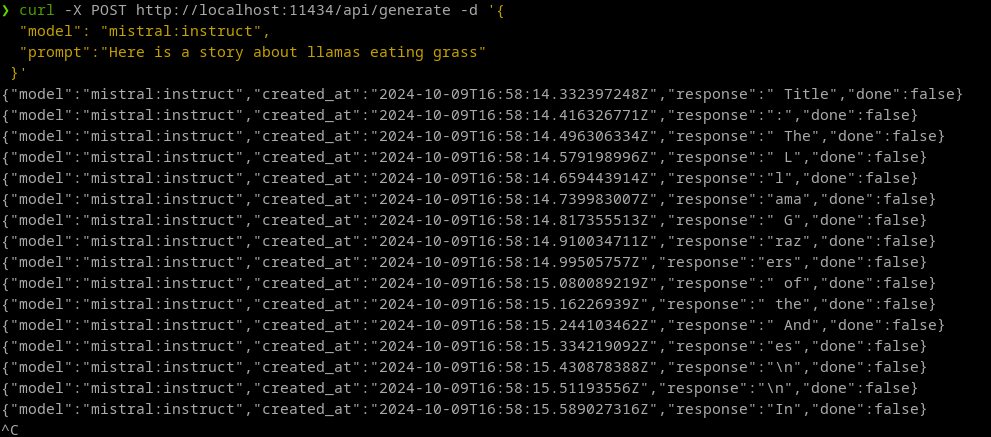 ❯ curl -X POST http://localhost:11434/api/generate -d '{
  "model": "mistral:instruct",
  "prompt":"Here is a story about llamas eating grass"
 }'
{"model":"mistral:instruct","created_at":"2024-10-09T16:58:14.332397248Z","response":" Title","done":false}
{"model":"mistral:instruct","created_at":"2024-10-09T16:58:14.416326771Z","response":":","done":false}
{"model":"mistral:instruct","created_at":"2024-10-09T16:58:14.496306334Z","response":" The","done":false}
{"model":"mistral:instruct","created_at":"2024-10-09T16:58:14.579198996Z","response":" L","done":false}
{"model":"mistral:instruct","created_at":"2024-10-09T16:58:14.659443914Z","response":"l","done":false}
{"model":"mistral:instruct","created_at":"2024-10-09T16:58:14.739983007Z","response":"ama","done":false}
{"model":"mistral:instruct","created_at":"2024-10-09T16:58:14.817355513Z","response":" G","done":false}
{"model":"mistral:instruct","created_at":"2024-10-09T16:58:14.910034711Z","response":"raz","done":false}
{"model":"mistral:instruct","created_at":"2024-10-09T16:58:14.99505757Z","response":"ers","done":false}
{"model":"mistral:instruct","created_at":"2024-10-09T16:58:15.080089219Z","response":" of","done":false}
{"model":"mistral:instruct","created_at":"2024-10-09T16:58:15.16226939Z","response":" the","done":false}
{"model":"mistral:instruct","created_at":"2024-10-09T16:58:15.244103462Z","response":" And","done":false}
{"model":"mistral:instruct","created_at":"2024-10-09T16:58:15.334219092Z","response":"es","done":false}
{"model":"mistral:instruct","created_at":"2024-10-09T16:58:15.430878388Z","response":"\n","done":false}
{"model":"mistral:instruct","created_at":"2024-10-09T16:58:15.51193556Z","response":"\n","done":false}
{"model":"mistral:instruct","created_at":"2024-10-09T16:58:15.589027316Z","response":"In","done":false}
^C